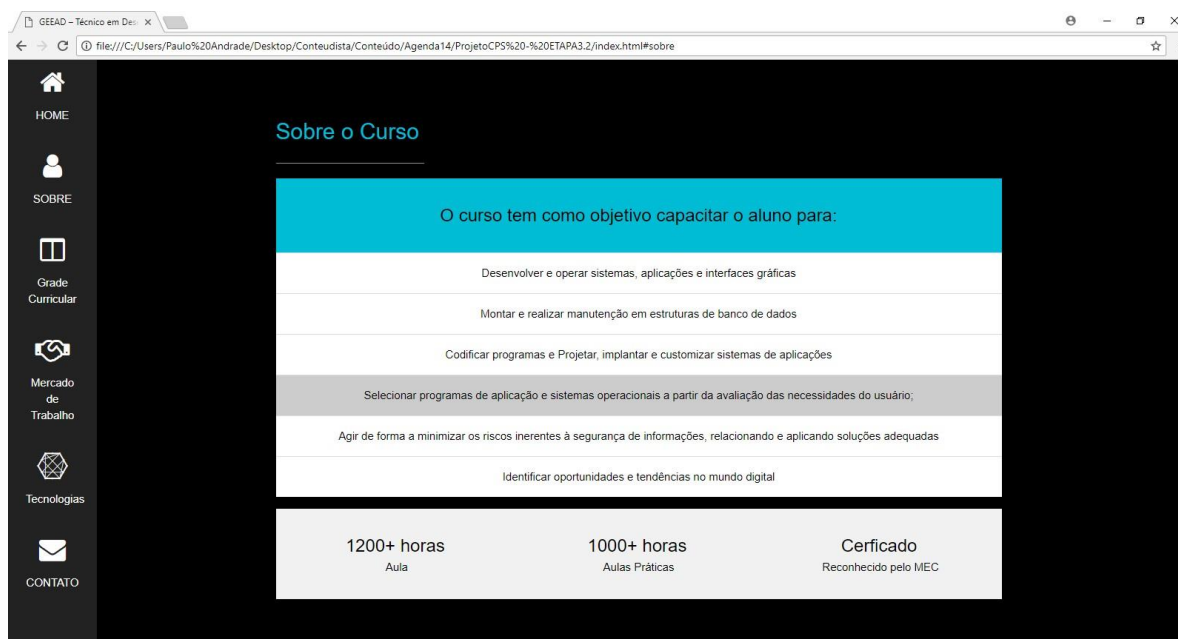 GEEAD – Técnico em Des
file:///C:/Users/Paulo%20Andrade/Desktop/Conteudista/Conteúdo/Agenda14/ProjetoCPS%20-%20ETAPA3.2/index.html#sobre
HOME
SOBRE
Grade
Curricular
Mercado
de
Trabalho
Tecnologias
CONTATO
Sobre o Curso
O curso tem como objetivo capacitar o aluno para:
Desenvolver e operar sistemas, aplicações e interfaces gráficas
Montar e realizar manutenção em estruturas de banco de dados
Codificar programas e Projetar, implantar e customizar sistemas de aplicações
Selecionar programas de aplicação e sistemas operacionais a partir da avaliação das necessidades do usuário;
Agir de forma a minimizar os riscos inerentes à segurança de informações, relacionando e aplicando soluções adequadas
Identificar oportunidades e tendências no mundo digital
1200+ horas
Aula
1000+ horas
Aulas Práticas
Cerficado
Reconhecido pelo MEC